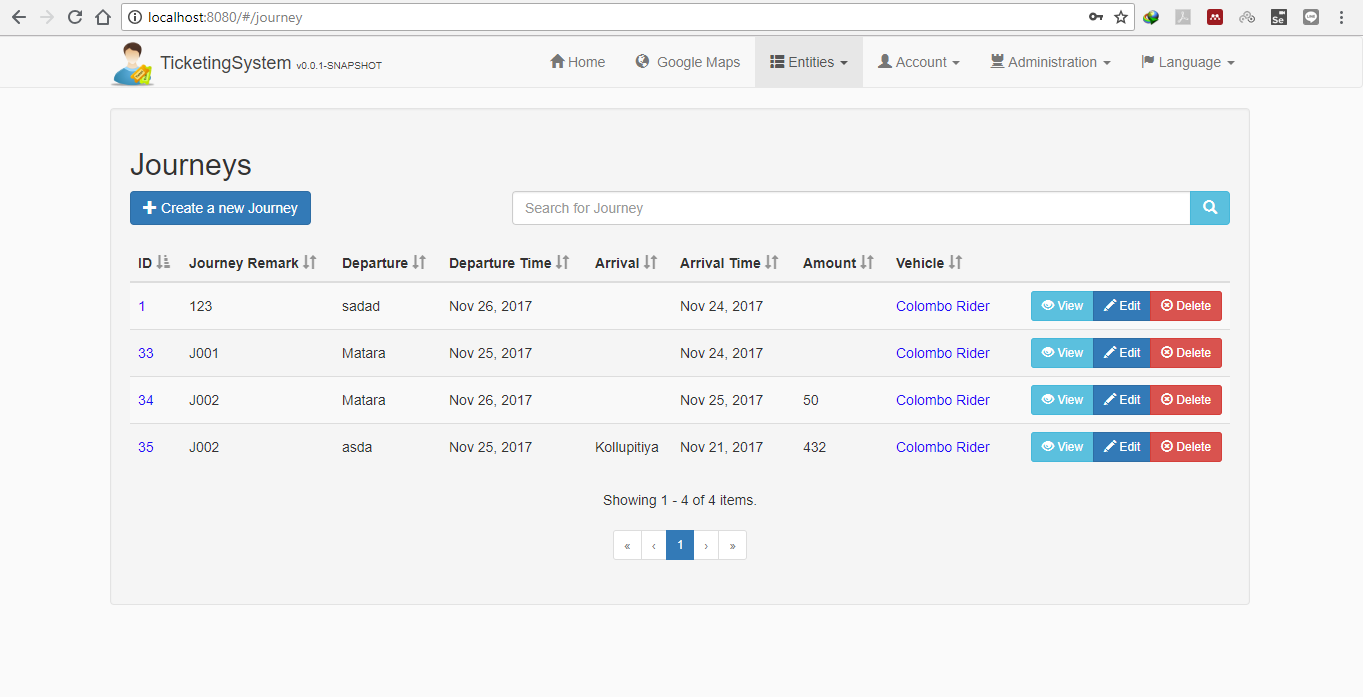 localhost:8080/#/journey
Se
LINE
TicketingSystem v0.0.1-SNAPSHOT Home Google Maps Entities Account Administration Language
Journeys
Create a new Journey Search for Journey
ID Journey Remark Departure Departure Time Arrival Arrival Time Amount Vehicle
1 123 sadad Nov 26, 2017 Nov 24, 2017 Colombo Rider View Edit Delete
33 J001 Matara Nov 25, 2017 Nov 24, 2017 Colombo Rider View Edit Delete
34 J002 Matara Nov 26, 2017 Nov 25, 2017 50 Colombo Rider View Edit Delete
35 J002 asda Nov 25, 2017 Kollupitiya Nov 21, 2017 432 Colombo Rider View Edit Delete
Showing 1 - 4 of 4 items.
« ‹ 1 › »